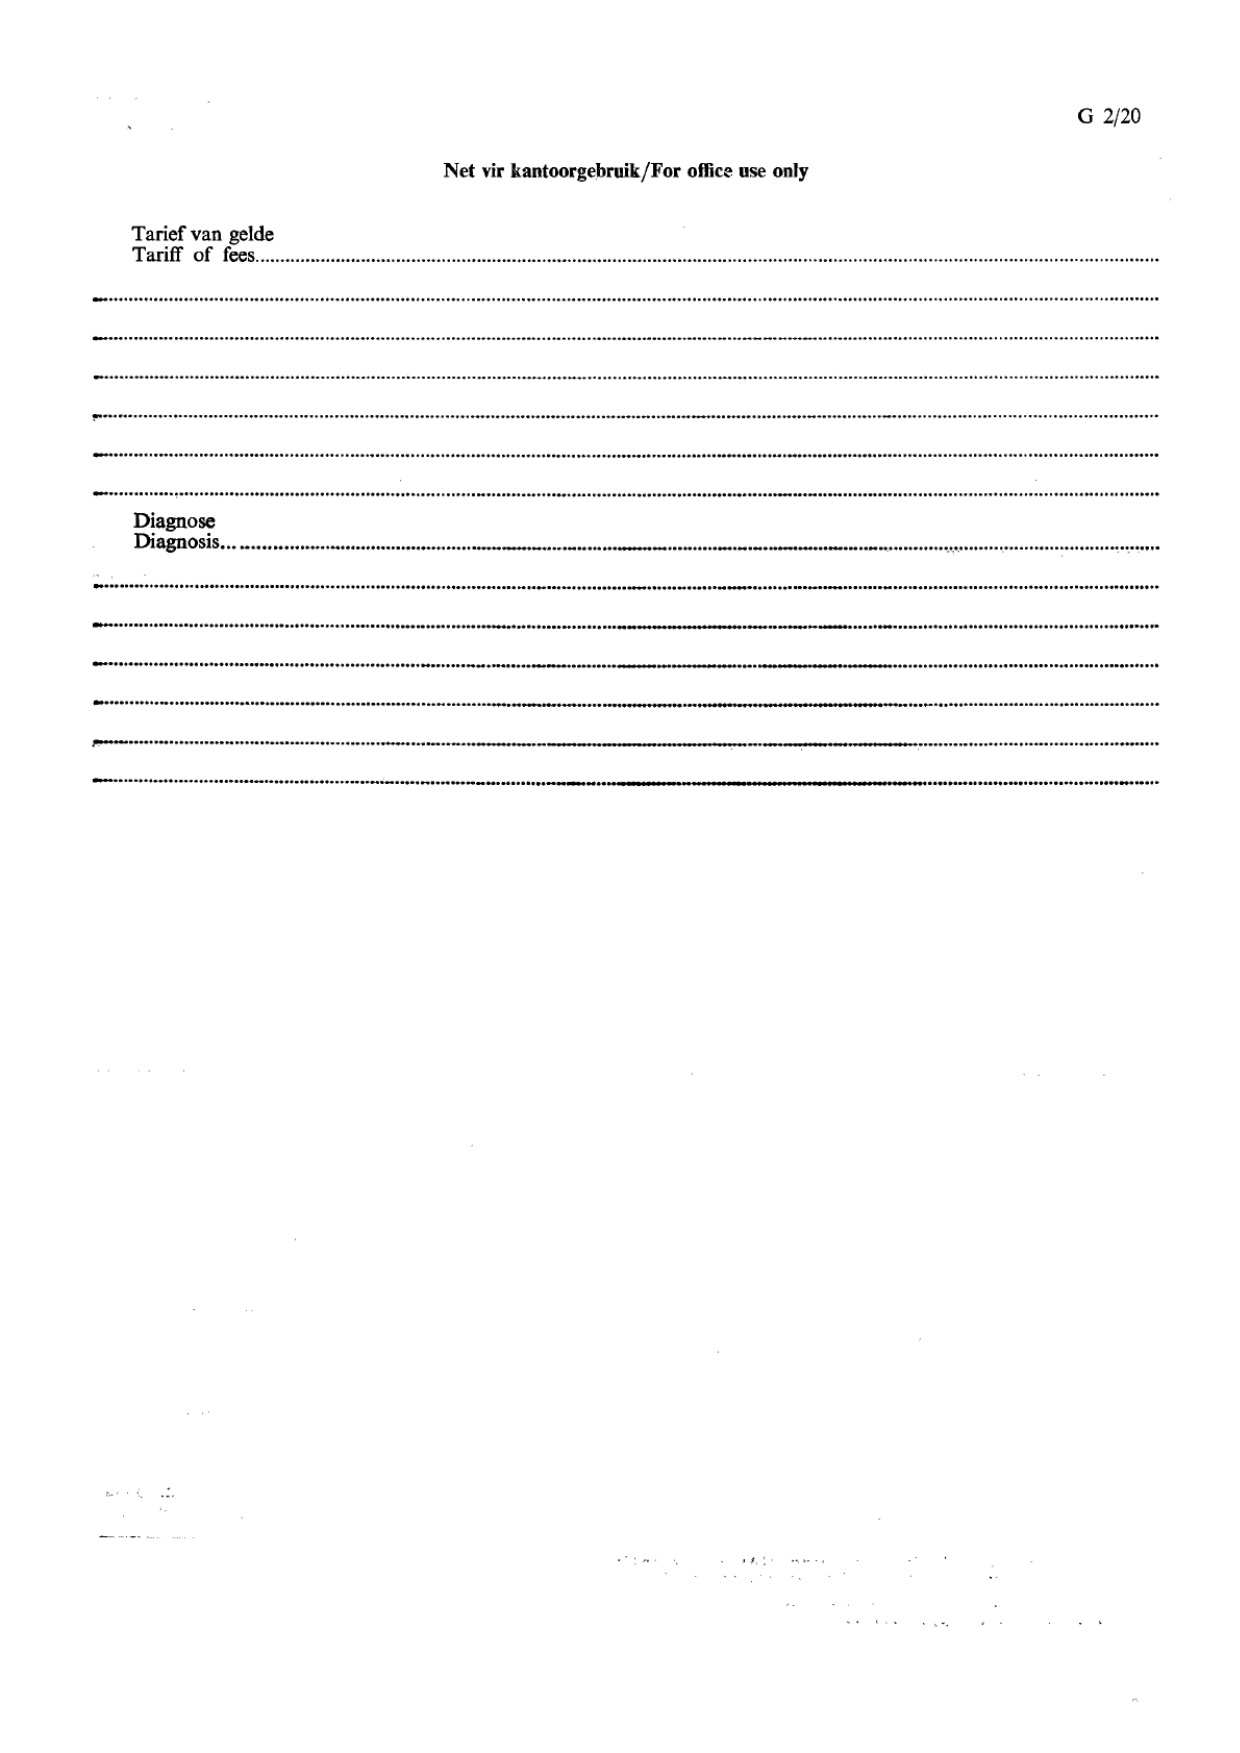 G 2/20
Net vir kantoorgebruik/For office use only
Tarief van gelde
Tariff of fees
Diagnose
Diagnosis